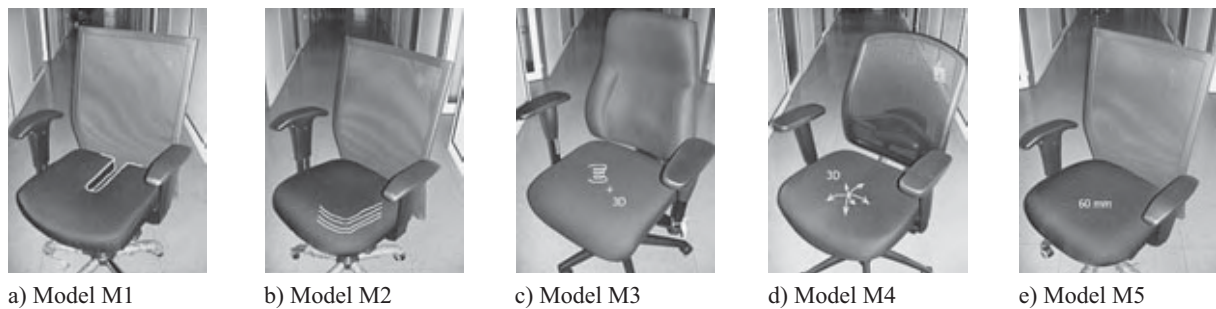 3D
3D
60 mm
a) Model M1
b) Model M2
c) Model M3
d) Model M4
e) Model M5